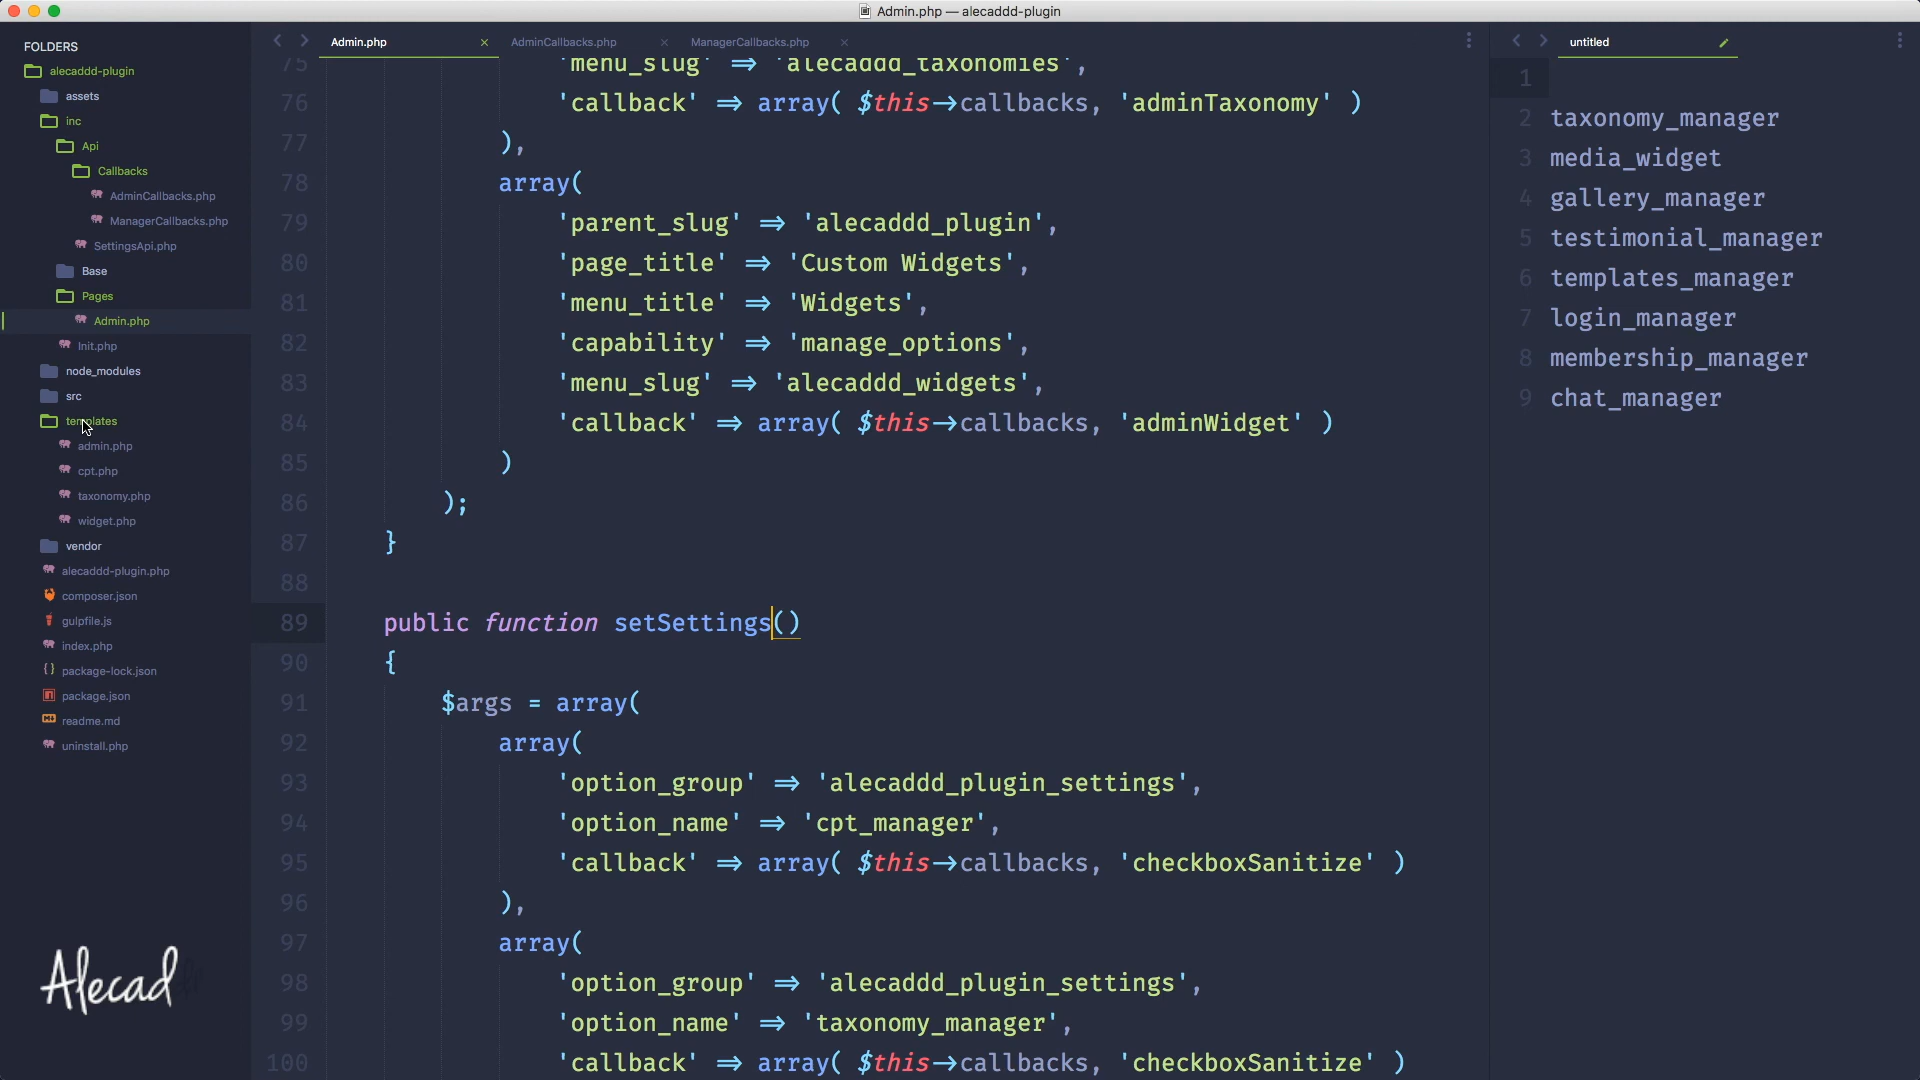 Admin.php — alecaddd-plugin
FOLDERS
alecaddd-plugin
assets
inc
Api
Callbacks
AdminCallbacks.php
ManagerCallbacks.php
SettingsApi.php
Base
Pages
Admin.php
Init.php
node_modules
src
templates
admin.php
cpt.php
taxonomy.php
widget.php
vendor
alecaddd-plugin.php
composer.json
gulpfile.js
index.php
package-lock.json
package.json
readme.md
uninstall.php
Alecad
Admin.php
AdminCallbacks.php
ManagerCallbacks.php
75 'menu_slug' => 'alecaddd_taxonomies',
76 'callback' => array( $this->callbacks, 'adminTaxonomy' )
77 ),
78 array(
79 'parent_slug' => 'alecaddd_plugin',
80 'page_title' => 'Custom Widgets',
81 'menu_title' => 'Widgets',
82 'capability' => 'manage_options',
83 'menu_slug' => 'alecaddd_widgets',
84 'callback' => array( $this->callbacks, 'adminWidget' )
85 )
86 );
87 }
88
89 public function setSettings()
90 {
91 $args = array(
92 array(
93 'option_group' => 'alecaddd_plugin_settings',
94 'option_name' => 'cpt_manager',
95 'callback' => array( $this->callbacks, 'checkboxSanitize' )
96 ),
97 array(
98 'option_group' => 'alecaddd_plugin_settings',
99 'option_name' => 'taxonomy_manager',
100 'callback' => array( $this->callbacks, 'checkboxSanitize' )
untitled
1
2 taxonomy_manager
3 media_widget
4 gallery_manager
5 testimonial_manager
6 templates_manager
7 login_manager
8 membership_manager
9 chat_manager